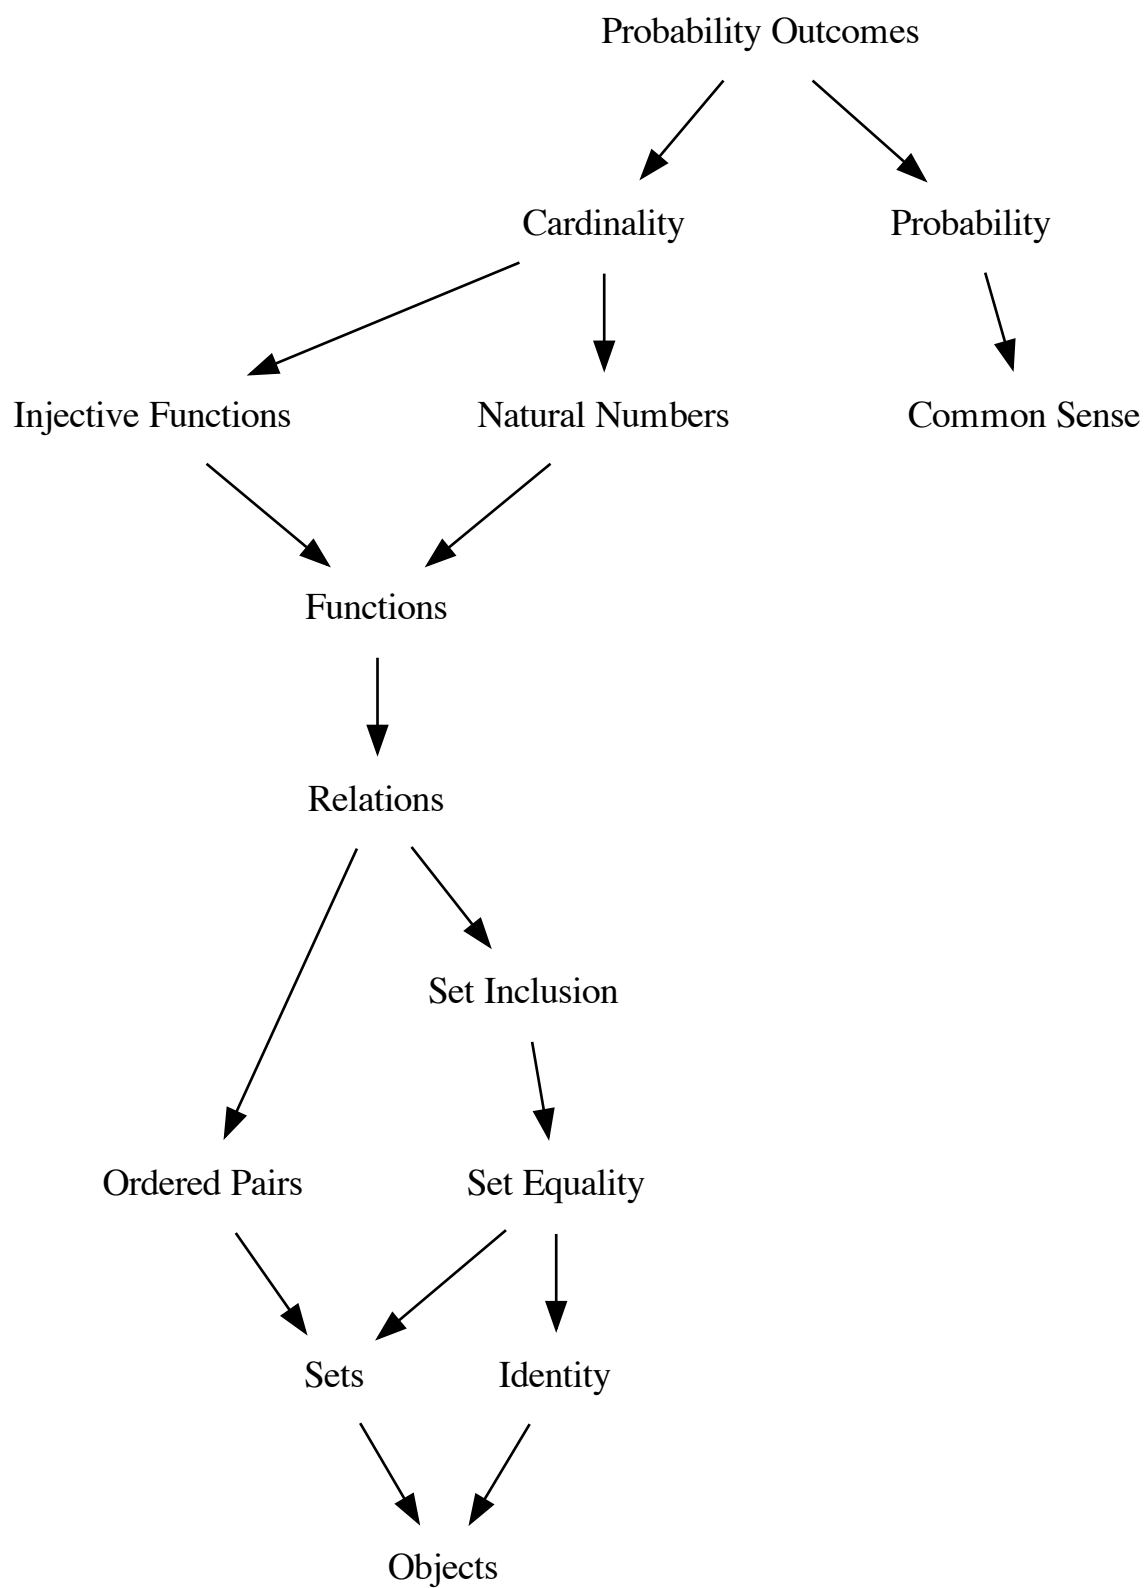 Probability Outcomes
Cardinality
Probability
Injective Functions
Natural Numbers
Common Sense
Functions
Relations
Set Inclusion
Ordered Pairs
Set Equality
Sets
Identity
Objects